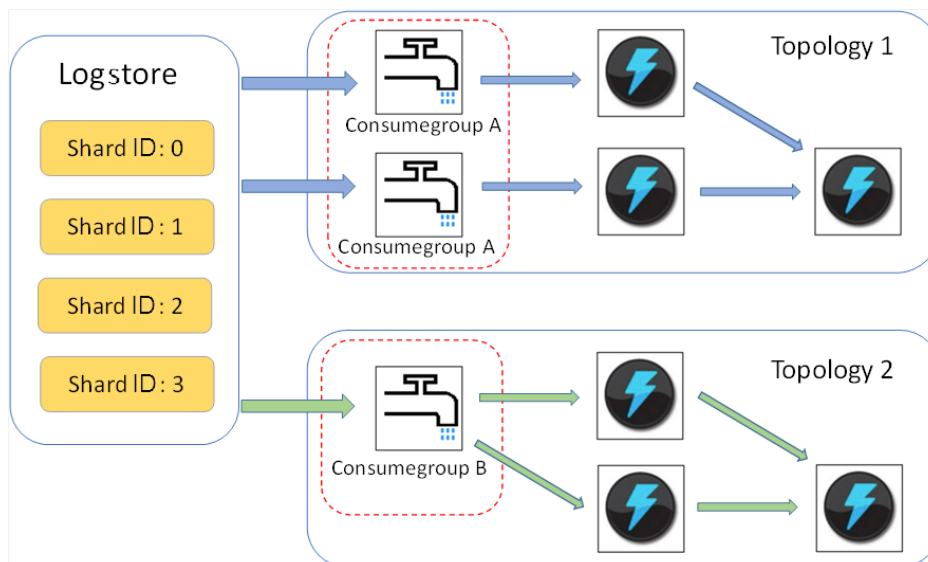 Logstore
Shard ID: 0
Shard ID: 1
Shard ID: 2
Shard ID: 3
Topology 1
Consumegroup A
Consumegroup A
Topology 2
Consumegroup B